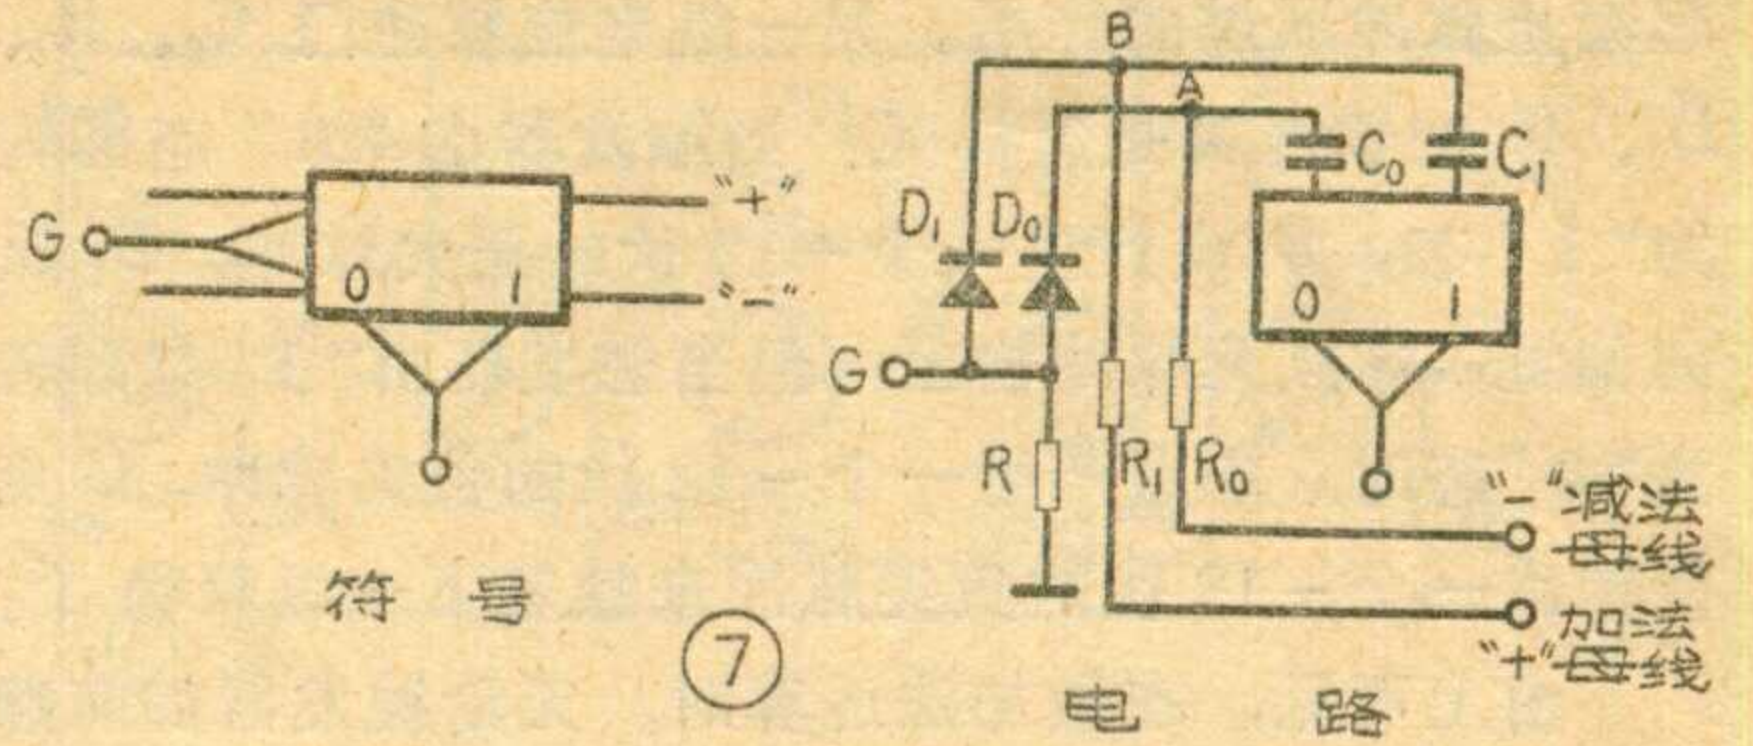 G
0 1
"+"
"-"
符 号
⑦
B
A
C₀ C₁
D₁ D₀
G
0 1
R R₁ R₀
"-"减法
母线
加法
"+"母线
电 路